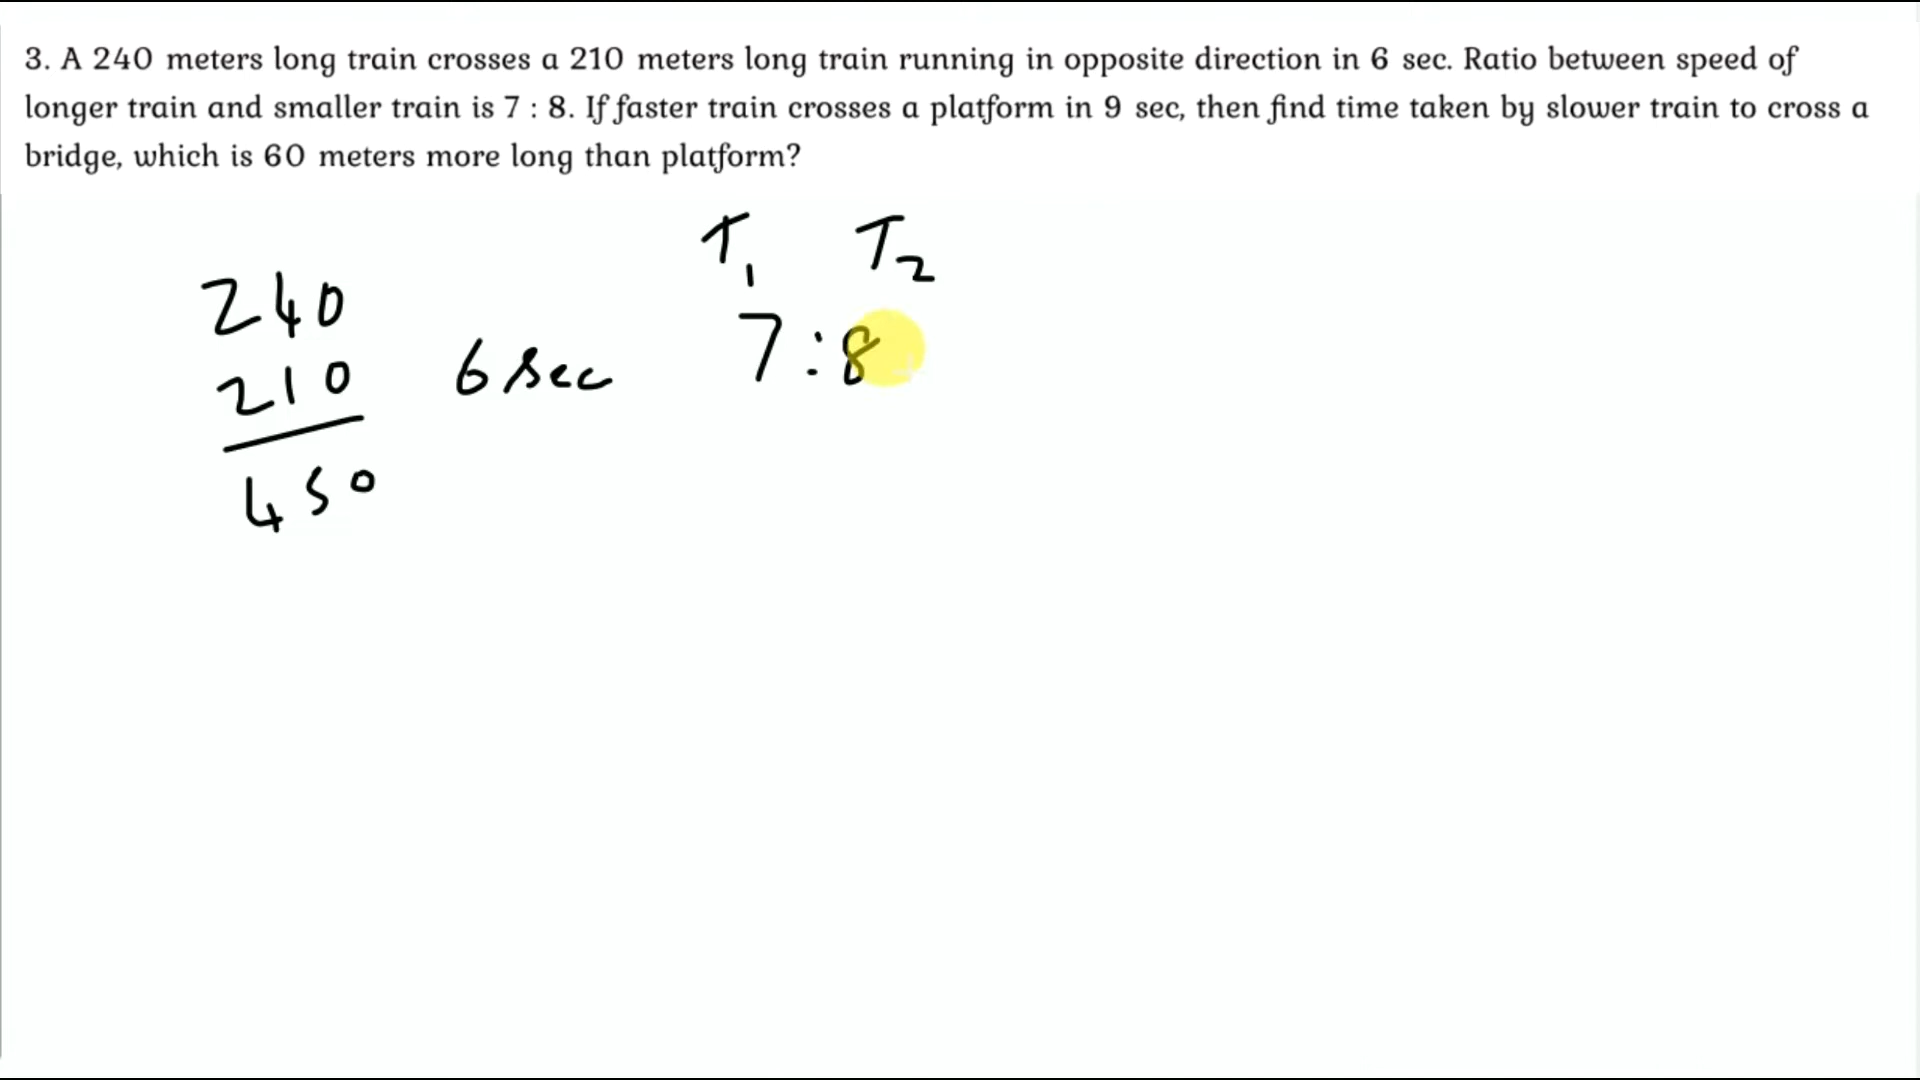 3. A 240 meters long train crosses a 210 meters long train running in opposite direction in 6 sec. Ratio between speed of
longer train and smaller train is 7 : 8. If faster train crosses a platform in 9 sec, then find time taken by slower train to cross a
bridge, which is 60 meters more long than platform?
T1 T2
240
7:8
210 6 sec
450